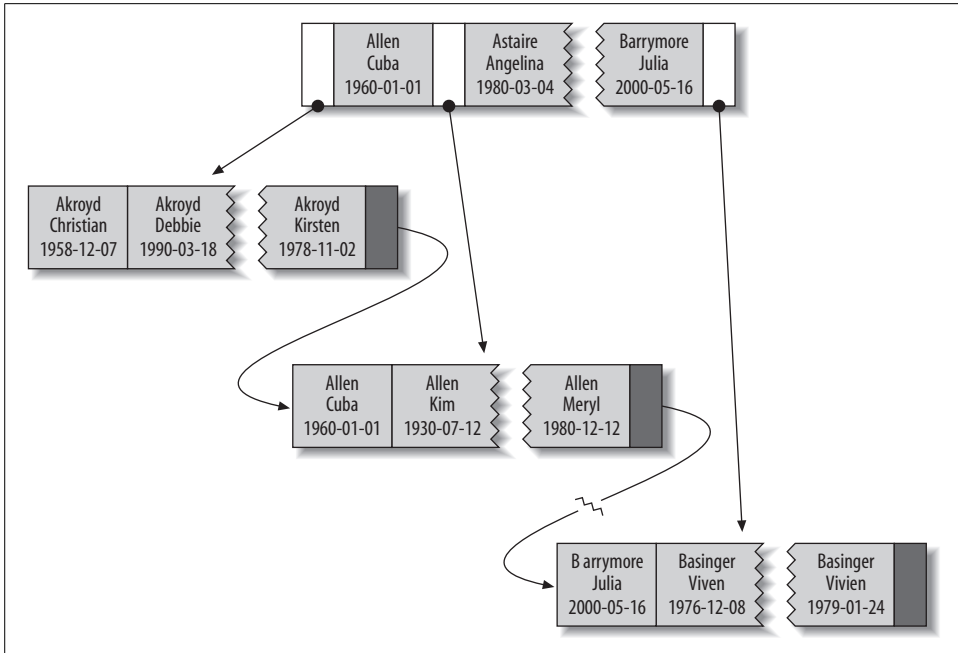 Allen
Cuba
1960-01-01
Astaire
Angelina
1980-03-04
Barrymore
Julia
2000-05-16
Akroyd
Christian
1958-12-07
Akroyd
Debbie
1990-03-18
Akroyd
Kirsten
1978-11-02
Allen
Cuba
1960-01-01
Allen
Kim
1930-07-12
Allen
Meryl
1980-12-12
B arrymore
Julia
2000-05-16
Basinger
Viven
1976-12-08
Basinger
Vivien
1979-01-24